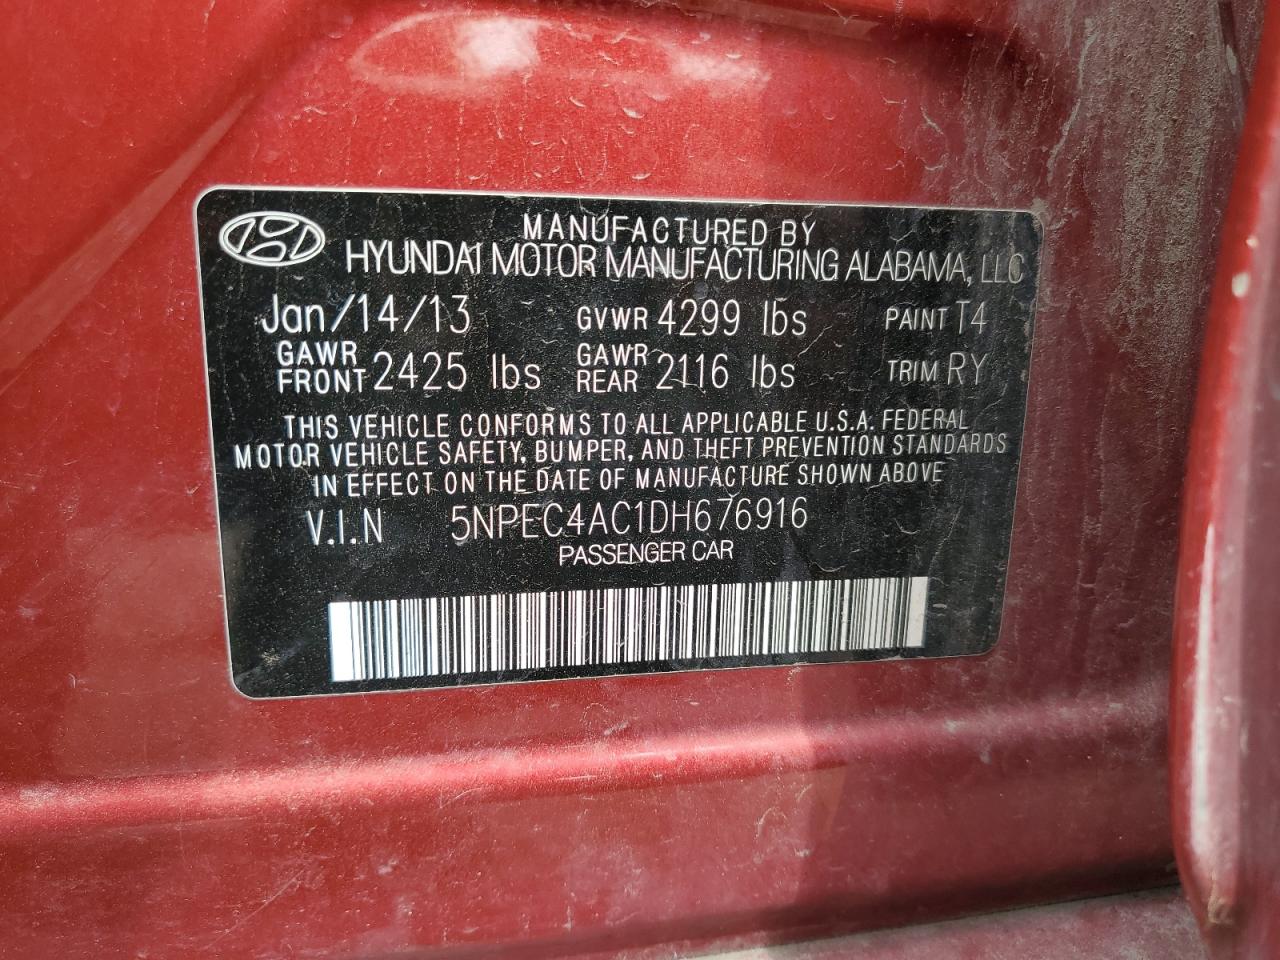 MANUFACTURED BY
HYUNDAI MOTOR MANUFACTURING ALABAMA, LLC
Jan/14/13 GVWR 4299 lbs PAINT T4
GAWR FRONT 2425 lbs GAWR REAR 2116 lbs TRIM RY
THIS VEHICLE CONFORMS TO ALL APPLICABLE U.S.A. FEDERAL
MOTOR VEHICLE SAFETY, BUMPER, AND THEFT PREVENTION STANDARDS
IN EFFECT ON THE DATE OF MANUFACTURE SHOWN ABOVE
V.I.N 5NPEC4AC1DH676916
PASSENGER CAR